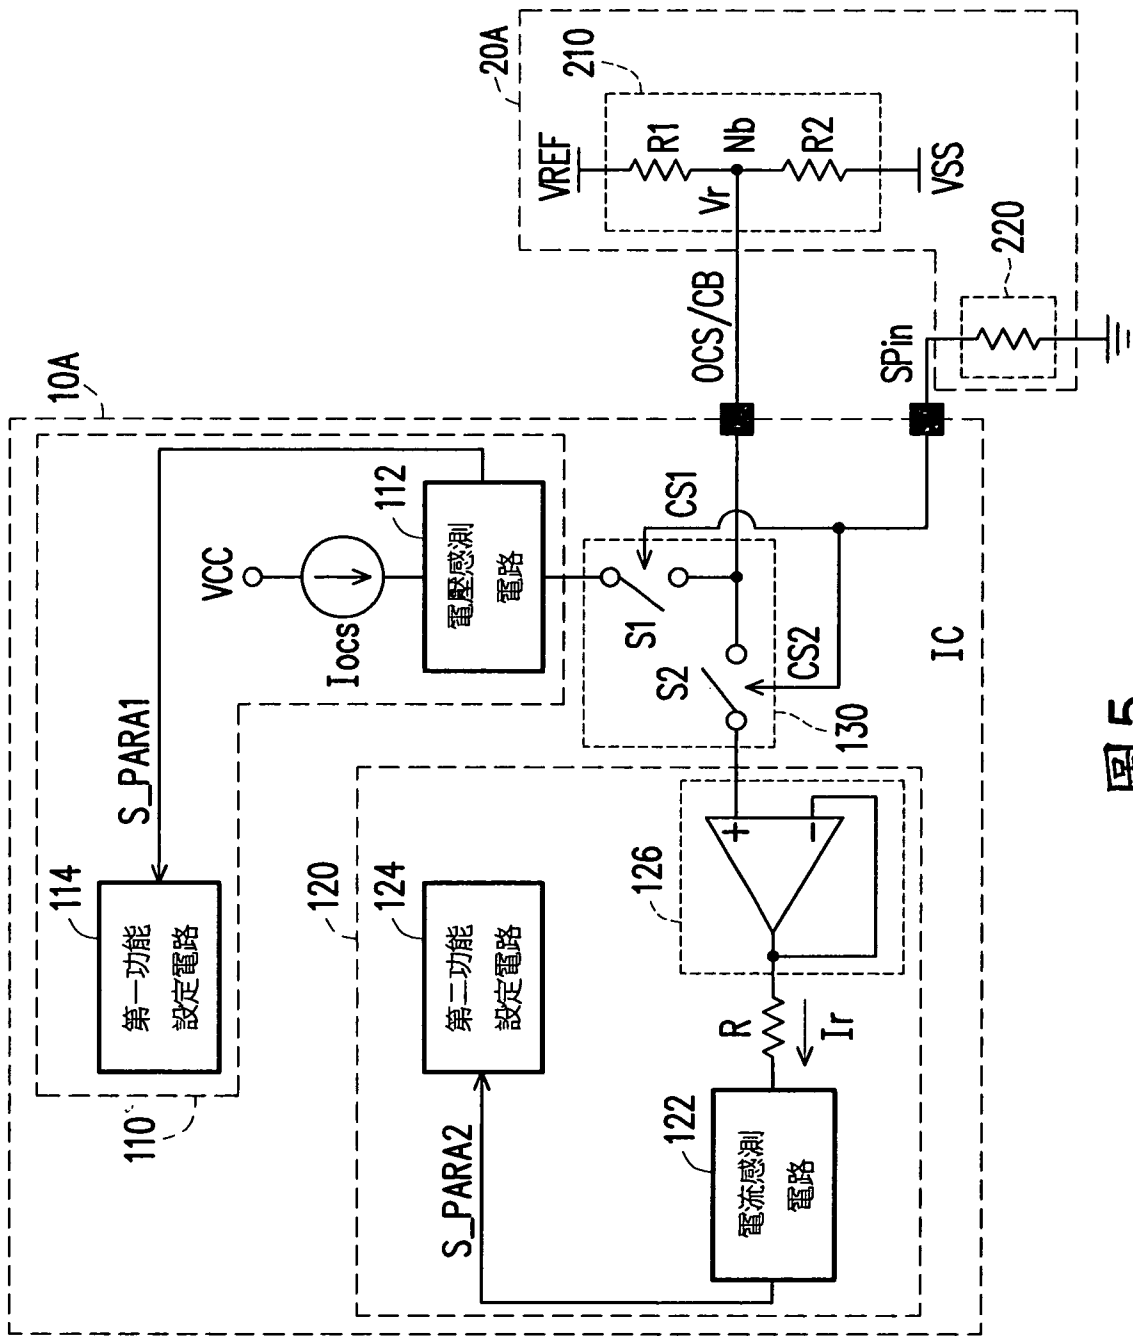 10A
20A
110
S_PARA1
114
第一功能
設定電路
VCC
Iocs
112
電壓感測
電路
VREF
210
R1
Vr
Nb
R2
VSS
OCS/CB
120
124
第二功能
設定電路
S_PARA2
S1
CS1
S2
CS2
130
126
+
-
R
Ir
122
電流感測
電路
SPin
220
IC
圖5